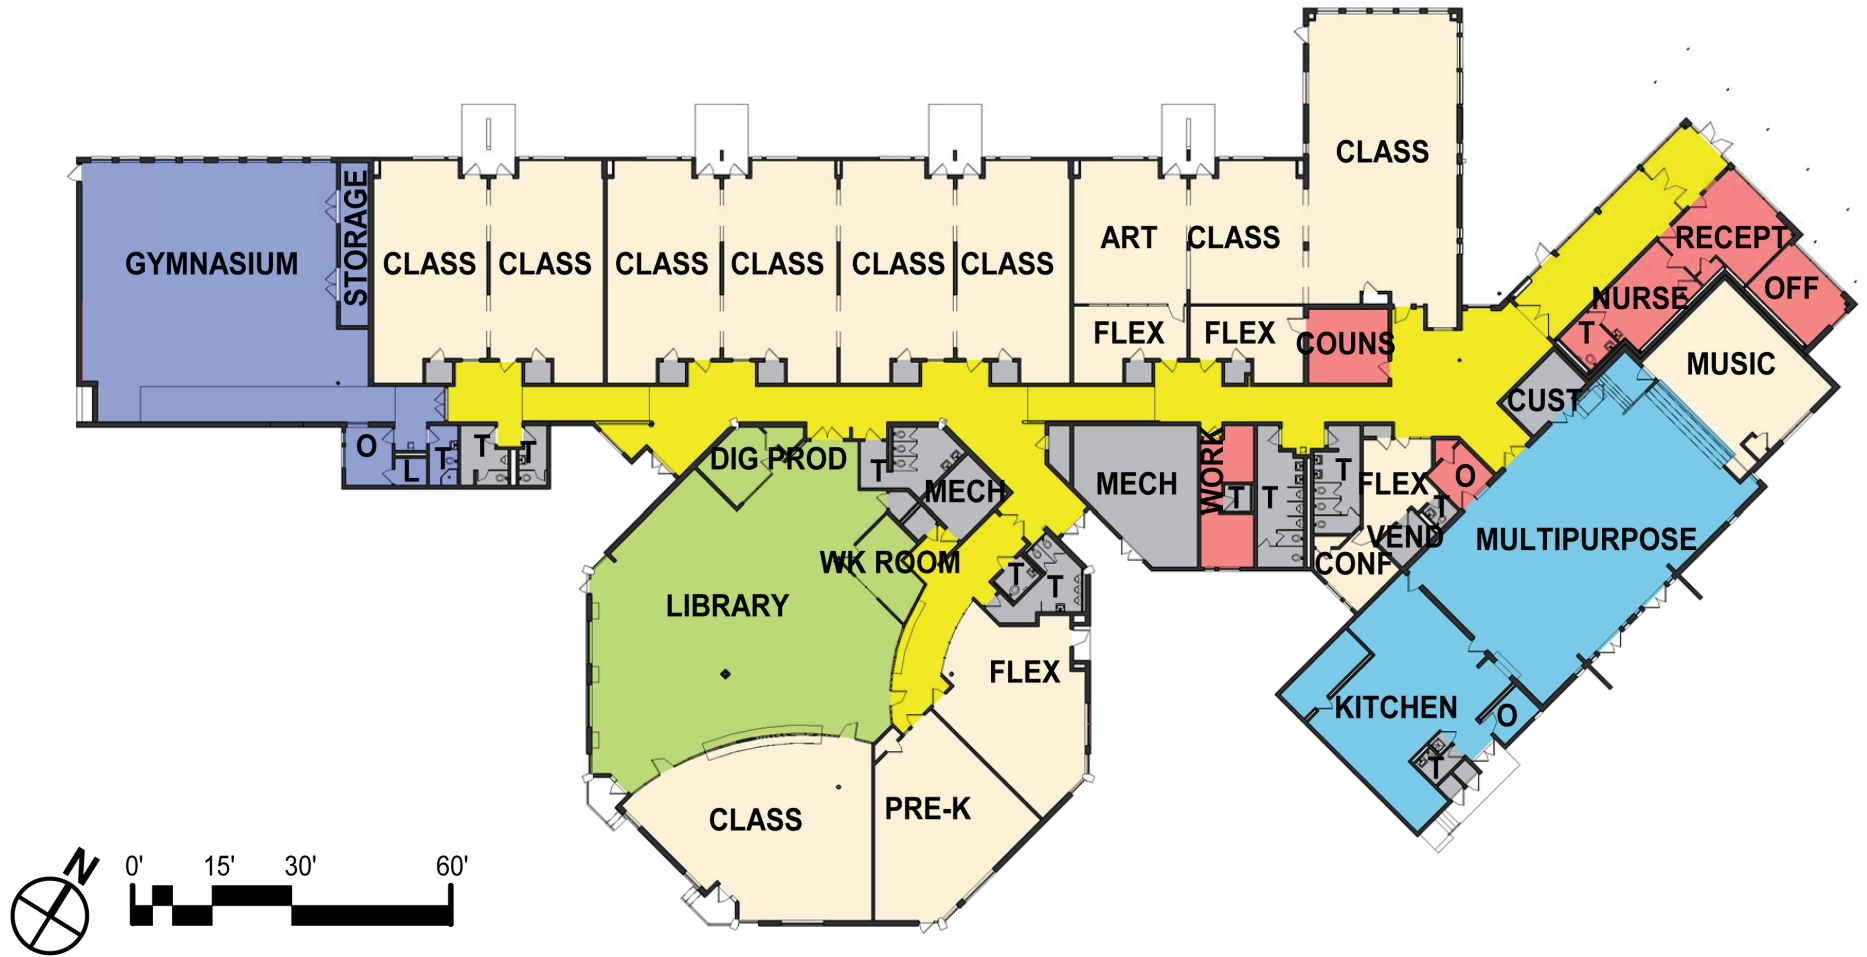 CLASS
GYMNASIUM
STORAGE
CLASS
CLASS
CLASS
CLASS
CLASS
CLASS
ART
CLASS
RECEPT
OFF
NURSE
T
FLEX
FLEX
COUNS
MUSIC
CUST
O
L
T
T
T
DIG PROD
T
MECH
MECH
WORK
T
T
T
FLEX
O
T
VEND
CONF
MULTIPURPOSE
WK ROOM
T
T
LIBRARY
FLEX
KITCHEN
O
T
CLASS
PRE-K
N
0' 15' 30' 60'